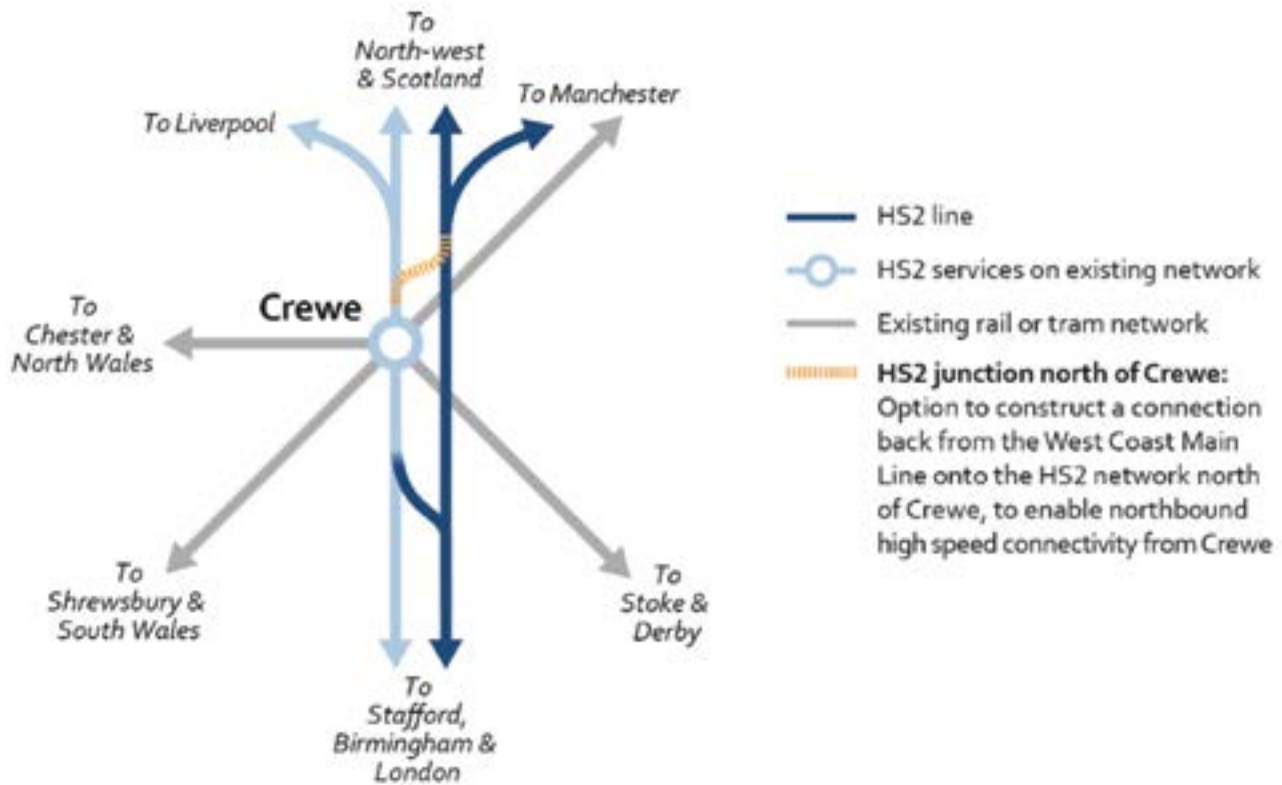 To
North-west
& Scotland
To Manchester
To Liverpool
Crewe
To
Chester &
North Wales
To
Shrewsbury &
South Wales
To
Stoke &
Derby
To
Stafford,
Birmingham &
London
HS2 line
HS2 services on existing network
Existing rail or tram network
HS2 junction north of Crewe:
Option to construct a connection
back from the West Coast Main
Line onto the HS2 network north
of Crewe, to enable northbound
high speed connectivity from Crewe